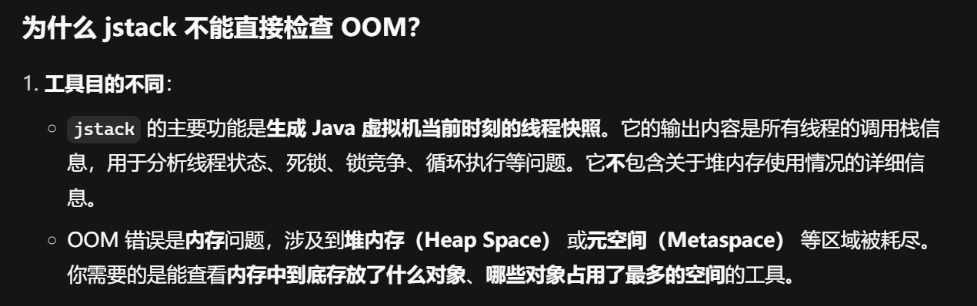 为什么 jstack 不能直接检查 OOM？
1. 工具目的不同：
jstack 的主要功能是生成 Java 虚拟机当前时刻的线程快照。它的输出内容是所有线程的调用栈信
息，用于分析线程状态、死锁、锁竞争、循环执行等问题。它不包含关于堆内存使用情况的详细信
息。
OOM 错误是内存问题，涉及到堆内存（Heap Space） 或元空间（Metaspace） 等区域被耗尽。
你需要的是能查看内存中到底存放了什么对象、哪些对象占用了最多的空间的工具。